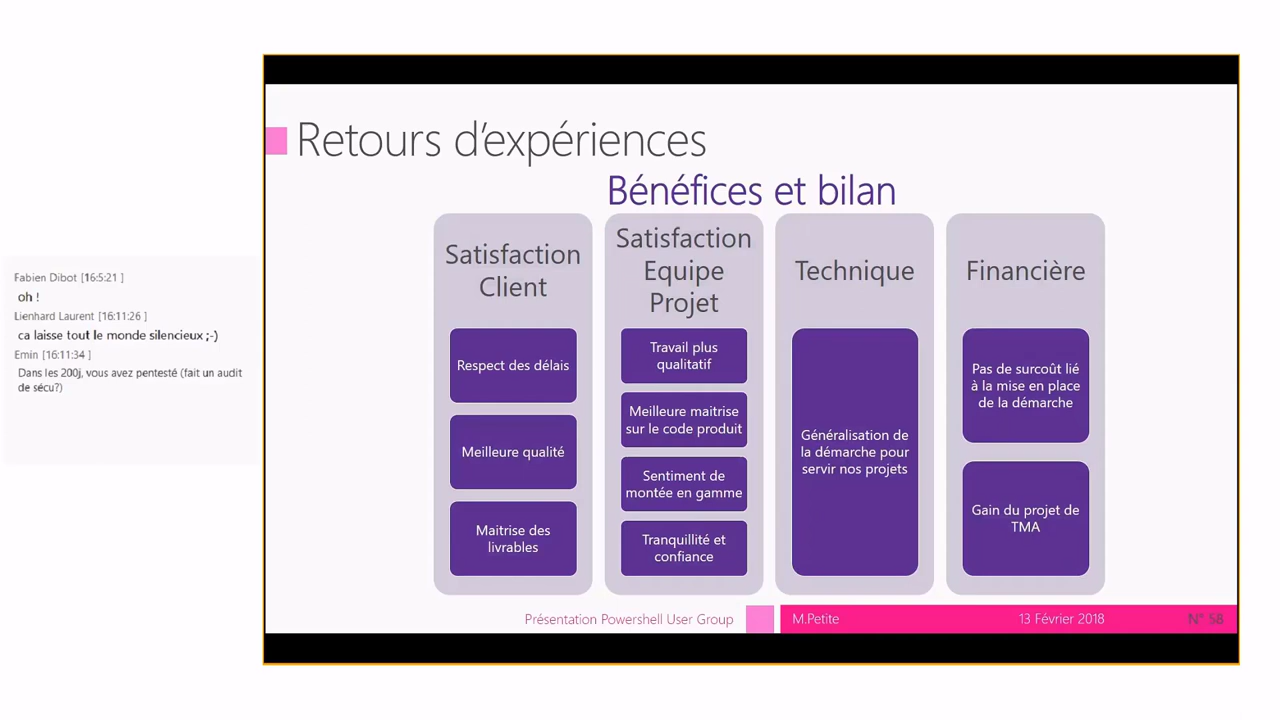 Fabien Dibot [16:5:21 ]
oh !
Lienhard Laurent [16:11:26 ]
ca laisse tout le monde silencieux ;-)
Emin [16:11:34 ]
Dans les 200j, vous avez pentesté (fait un audit
de sécu?)
Retours d'expériences
Bénéfices et bilan
Satisfaction
Client
Respect des délais
Meilleure qualité
Maitrise des
livrables
Satisfaction
Equipe
Projet
Travail plus
qualitatif
Meilleure maitrise
sur le code produit
Sentiment de
montée en gamme
Tranquillité et
confiance
Technique
Généralisation de
la démarche pour
servir nos projets
Financière
Pas de surcoût lié
à la mise en place
de la démarche
Gain du projet de
TMA
Présentation Powershell User Group
M.Petite
13 Février 2018
N° 58